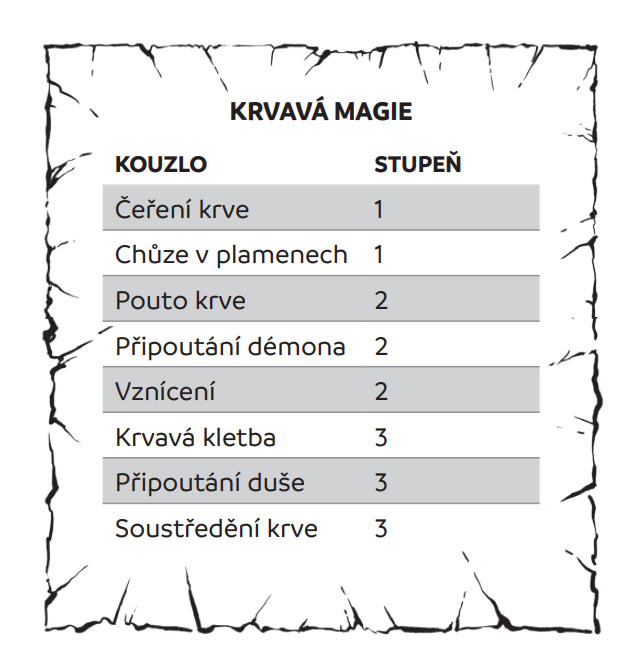 KRVAVÁ MAGIE
KOUZLO STUPEŇ
Čeření krve 1
Chůze v plamenech 1
Pouto krve 2
Připoutání démona 2
Vznícení 2
Krvavá kletba 3
Připoutání duše 3
Soustředění krve 3